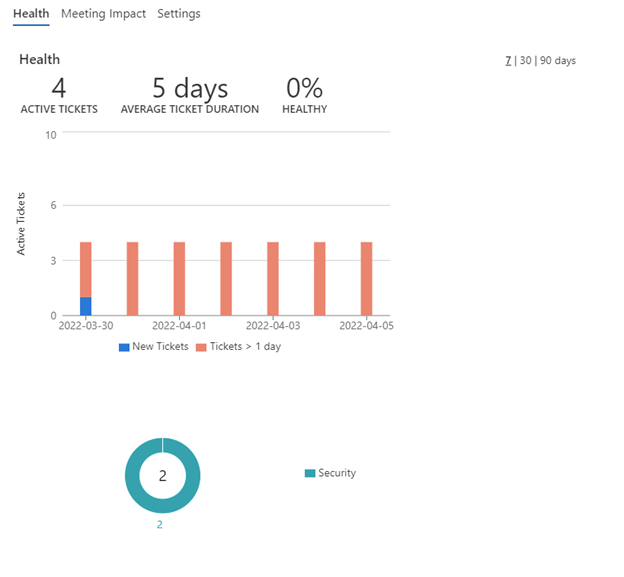 Health Meeting Impact Settings
Health 7 | 30 | 90 days
4 5 days 0%
ACTIVE TICKETS AVERAGE TICKET DURATION HEALTHY
10
6
3
0
Active Tickets
2022-03-30 2022-04-01 2022-04-03 2022-04-05
New Tickets Tickets > 1 day
2 Security
2